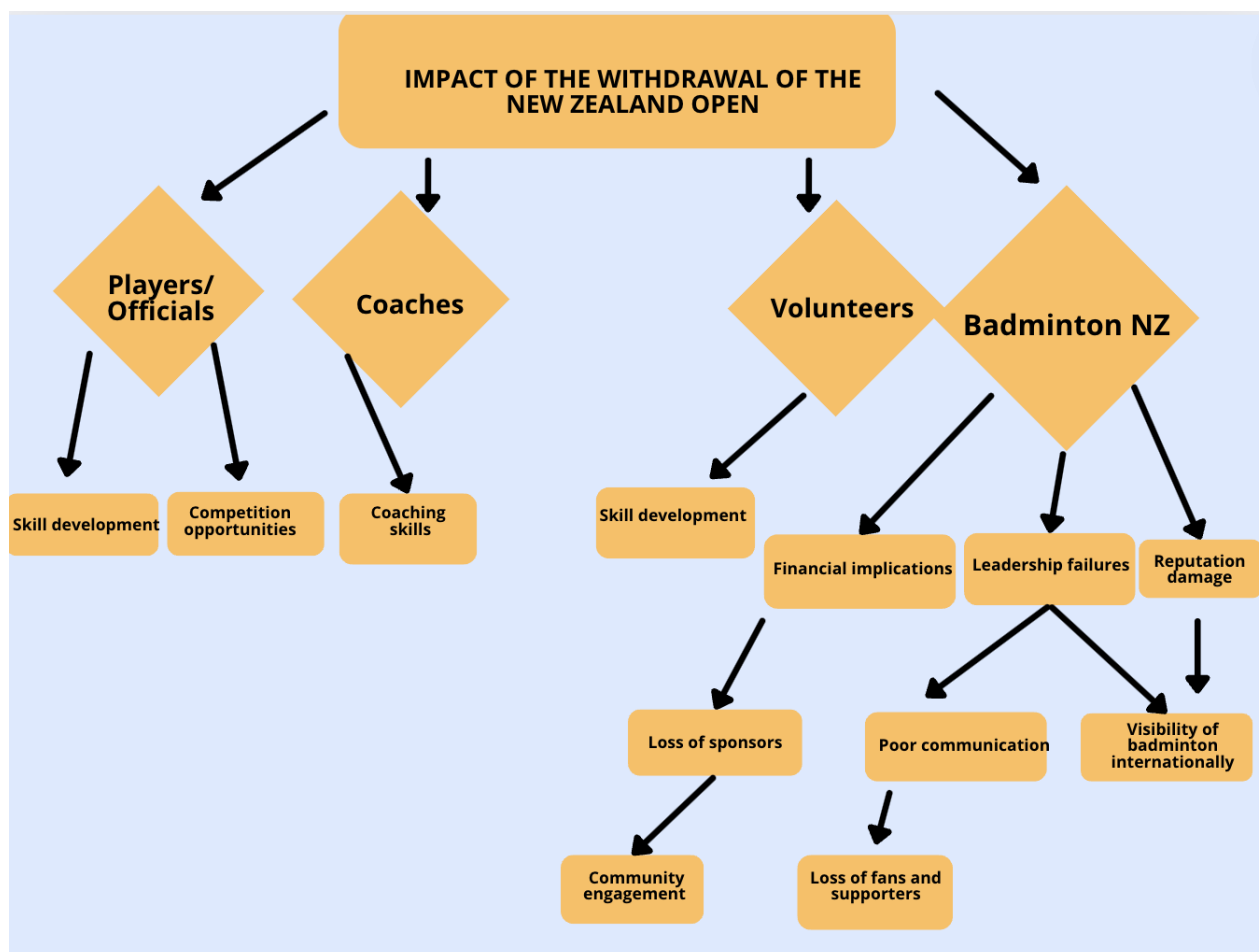 IMPACT OF THE WITHDRAWAL OF THE
NEW ZEALAND OPEN
Players/
Officials
Coaches
Volunteers
Badminton NZ
Skill development
Competition
opportunities
Coaching
skills
Skill development
Financial implications
Leadership failures
Reputation
damage
Loss of sponsors
Poor communication
Visibility of
badminton
internationally
Community
engagement
Loss of fans and
supporters